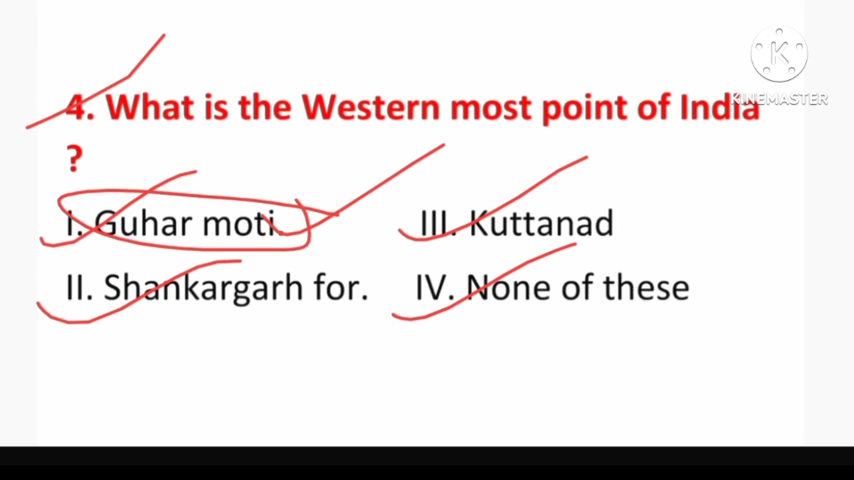 4. What is the Western most point of India
?
I. Guhar moti.
III. Kuttanad
II. Shankargarh for.
IV. None of these
K
KINEMASTER